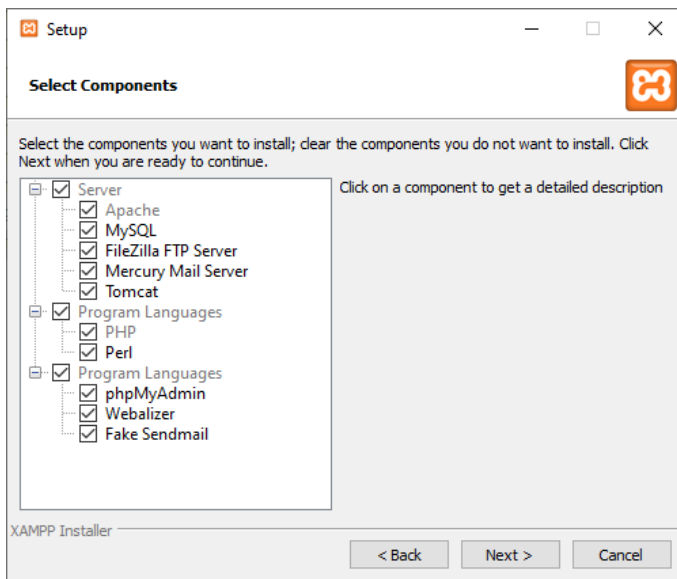 Setup
Select Components
Select the components you want to install; clear the components you do not want to install. Click
Next when you are ready to continue.
Server
Apache
MySQL
FileZilla FTP Server
Mercury Mail Server
Tomcat
Program Languages
PHP
Perl
Program Languages
phpMyAdmin
Webalizer
Fake Sendmail
Click on a component to get a detailed description
XAMPP Installer
< Back
Next >
Cancel